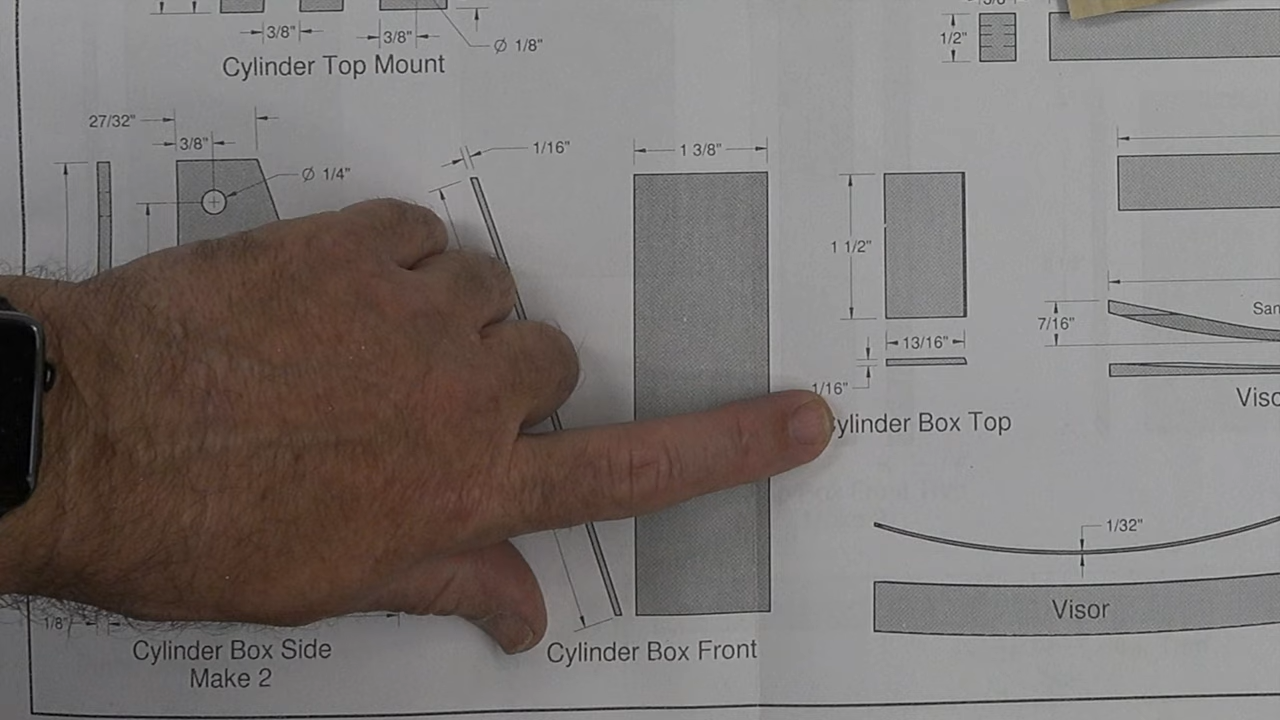 1/2"
3/8"
3/8"
Ø 1/8"
Cylinder Top Mount
27/32"
3/8"
Ø 1/4"
1/16"
1 3/8"
1 1/2"
13/16"
1/16"
7/16"
ylinder Box Top
1/32"
Visor
1/8"
Cylinder Box Side
Make 2
Cylinder Box Front